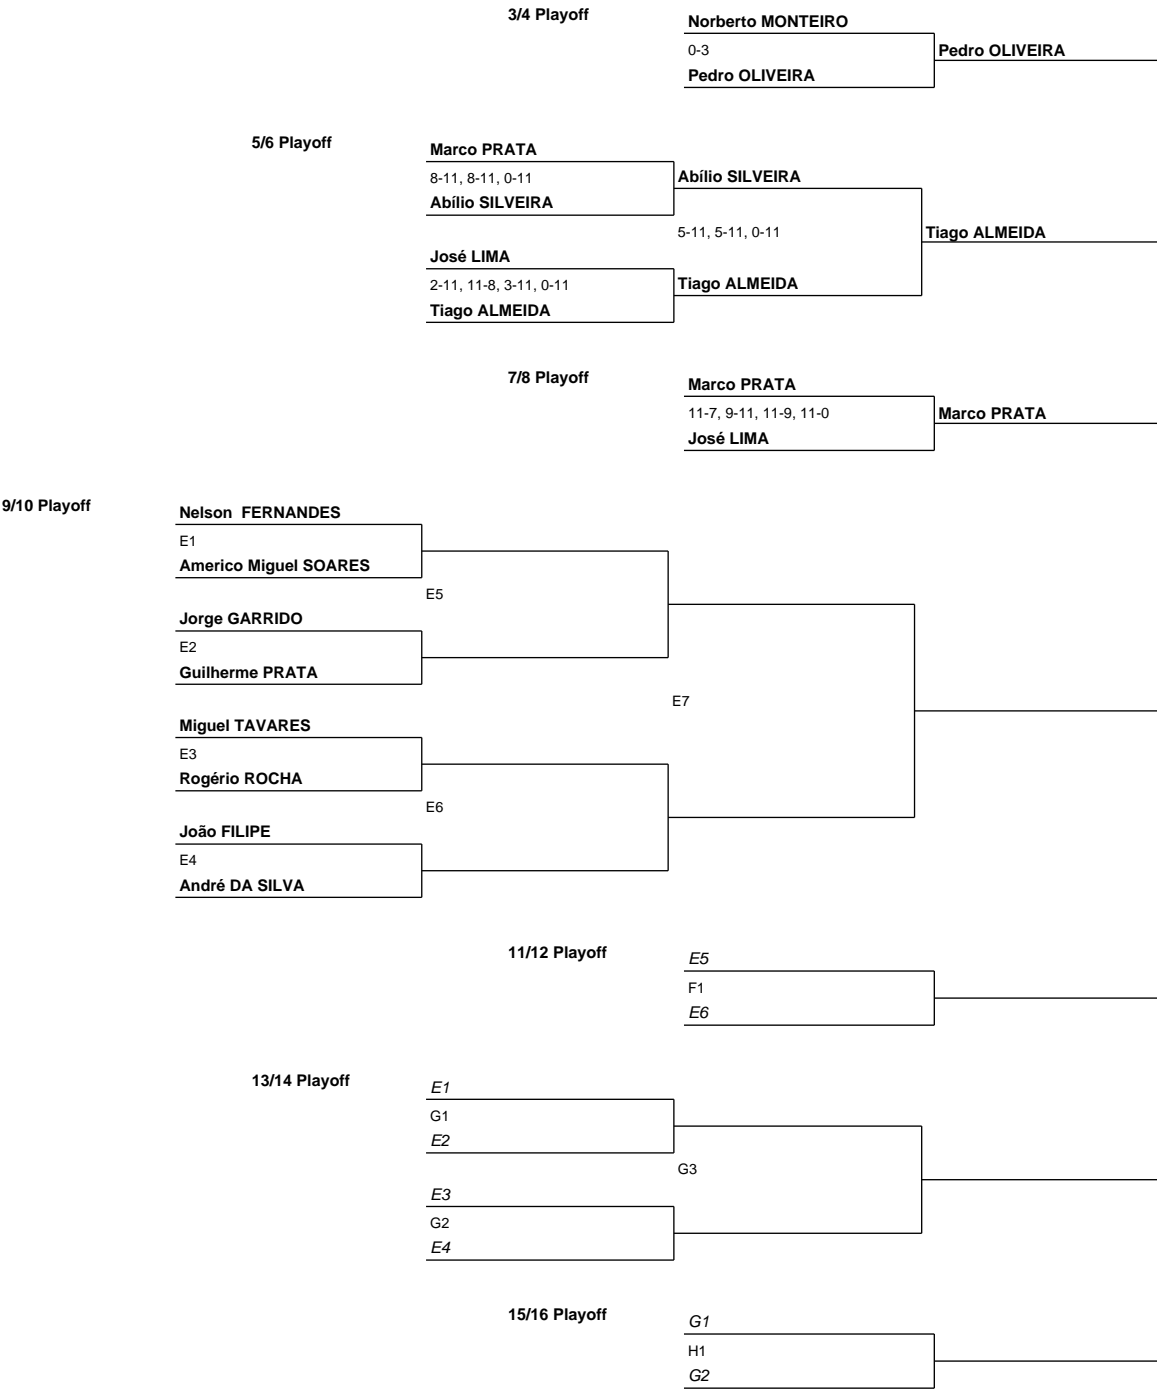 3/4 Playoff
Norberto MONTEIRO
0-3
Pedro OLIVEIRA
Pedro OLIVEIRA
5/6 Playoff
Marco PRATA
8-11, 8-11, 0-11
Abílio SILVEIRA
Abílio SILVEIRA
5-11, 5-11, 0-11
Tiago ALMEIDA
José LIMA
2-11, 11-8, 3-11, 0-11
Tiago ALMEIDA
Tiago ALMEIDA
7/8 Playoff
Marco PRATA
11-7, 9-11, 11-9, 11-0
Marco PRATA
José LIMA
9/10 Playoff
Nelson  FERNANDES
E1
Americo Miguel SOARES
E5
Jorge GARRIDO
E2
Guilherme PRATA
E7
Miguel TAVARES
E3
Rogério ROCHA
E6
João FILIPE
E4
André DA SILVA
11/12 Playoff
E5
F1
E6
13/14 Playoff
E1
G1
E2
G3
E3
G2
E4
15/16 Playoff
G1
H1
G2